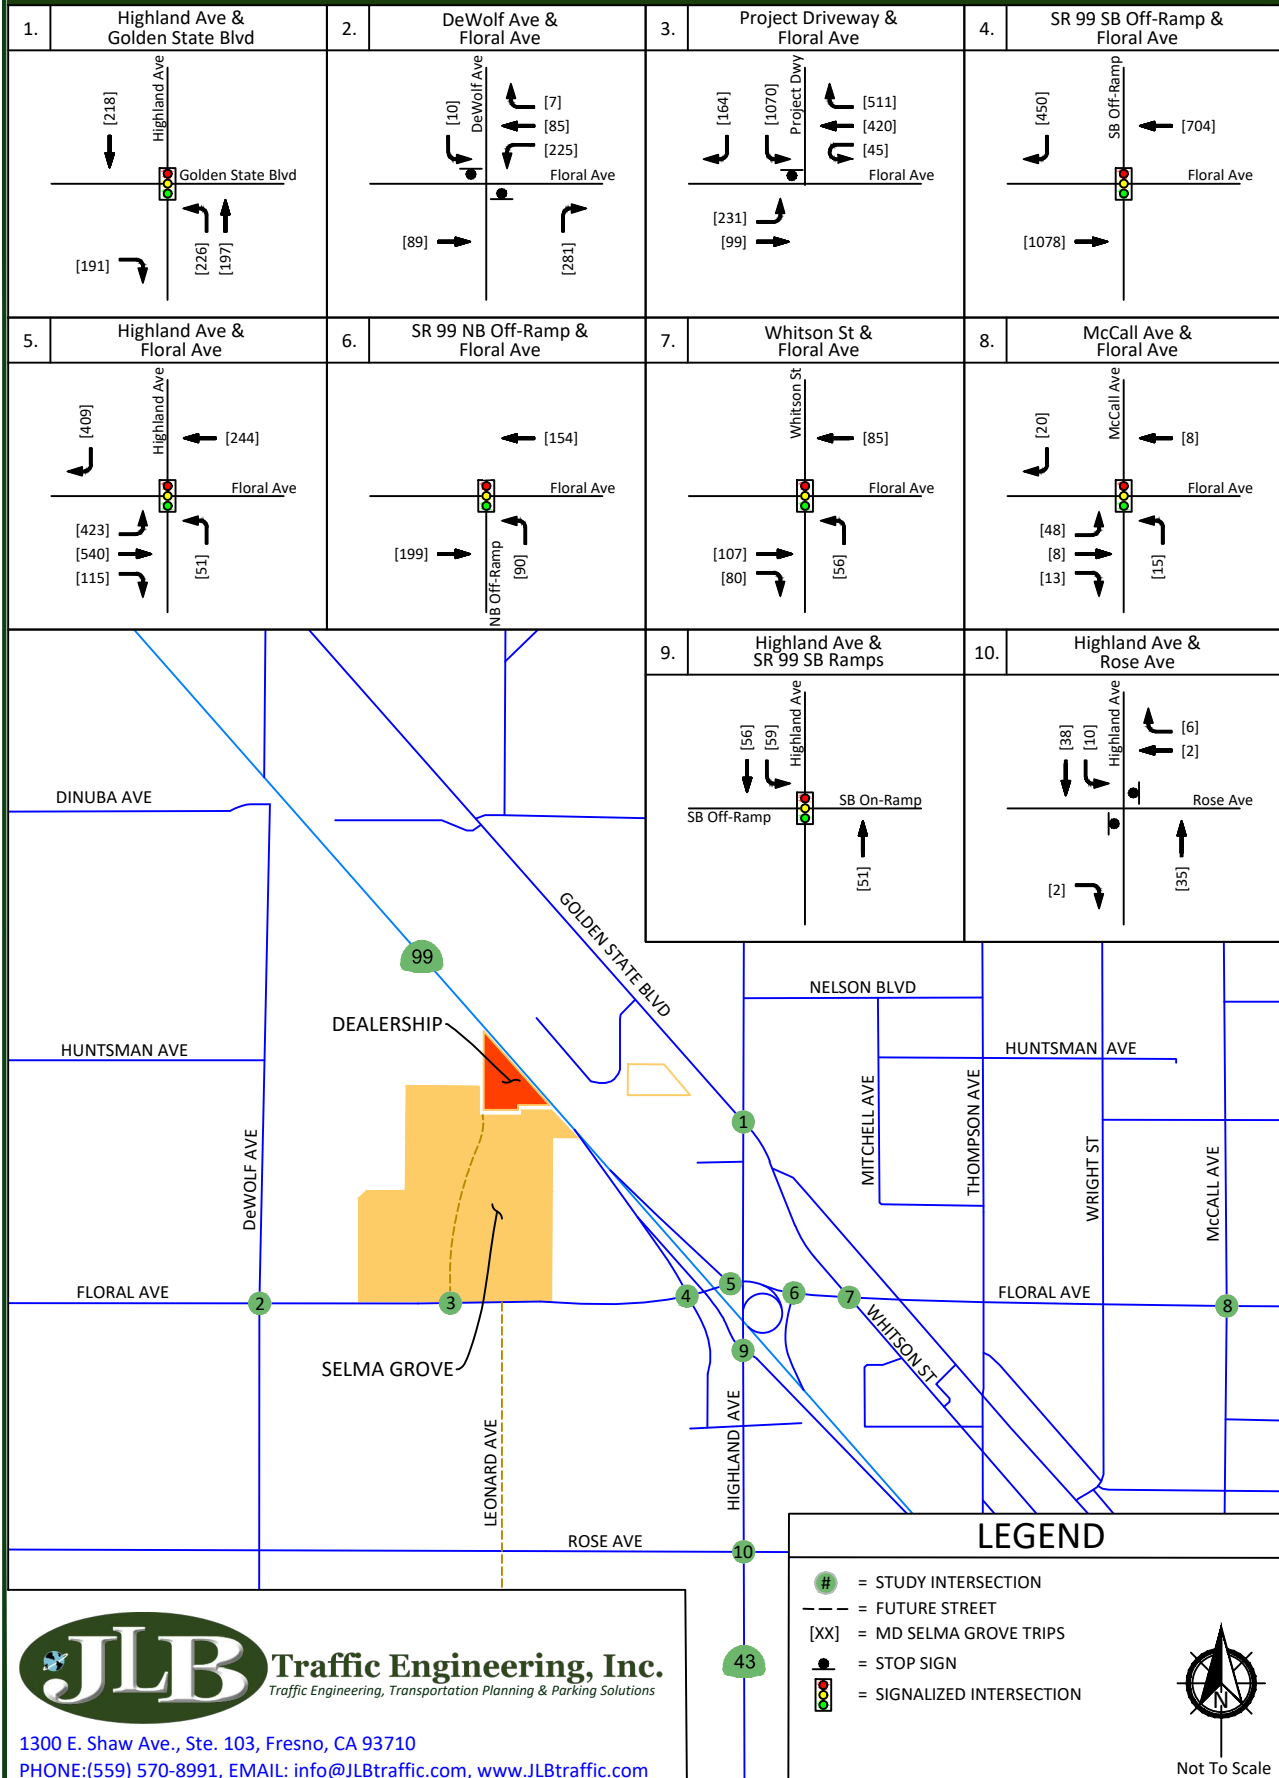 1.
Highland Ave &
Golden State Blvd
[218]
Highland Ave
Golden State Blvd
[191]
[226]
[197]
2.
DeWolf Ave &
Floral Ave
[10]
DeWolf Ave
[7]
[85]
[225]
Floral Ave
[89]
[281]
3.
Project Driveway &
Floral Ave
[164]
[1070]
Project Dwy
[511]
[420]
[45]
Floral Ave
[231]
[99]
4.
SR 99 SB Off-Ramp &
Floral Ave
[450]
SB Off-Ramp
[704]
Floral Ave
[1078]
5.
Highland Ave &
Floral Ave
[409]
Highland Ave
[244]
Floral Ave
[423]
[540]
[115]
[51]
6.
SR 99 NB Off-Ramp &
Floral Ave
[154]
Floral Ave
[199]
NB Off-Ramp
[90]
7.
Whitson St &
Floral Ave
Whitson St
[85]
Floral Ave
[107]
[80]
[56]
8.
McCall Ave &
Floral Ave
[20]
McCall Ave
[8]
Floral Ave
[48]
[8]
[13]
[15]
9.
Highland Ave &
SR 99 SB Ramps
[56]
[59]
Highland Ave
SB On-Ramp
SB Off-Ramp
[51]
10.
Highland Ave &
Rose Ave
[38]
[10]
Highland Ave
[6]
[2]
Rose Ave
[2]
[35]
DINUBA AVE
GOLDEN STATE BLVD
99
NELSON BLVD
DEALERSHIP
HUNTSMAN AVE
HUNTSMAN AVE
MITCHELL AVE
THOMPSON AVE
1
DeWOLF AVE
WRIGHT ST
McCALL AVE
FLORAL AVE
FLORAL AVE
2
3
4
5
6
7
8
WHITSON ST
9
SELMA GROVE
HIGHLAND AVE
LEONARD AVE
ROSE AVE
10
43
LEGEND
# = STUDY INTERSECTION
= FUTURE STREET
[XX] = MD SELMA GROVE TRIPS
= STOP SIGN
= SIGNALIZED INTERSECTION
N
Not To Scale
JLB Traffic Engineering, Inc.
Traffic Engineering, Transportation Planning & Parking Solutions
1300 E. Shaw Ave., Ste. 103, Fresno, CA 93710
PHONE:(559) 570-8991, EMAIL: info@JLBtraffic.com, www.JLBtraffic.com